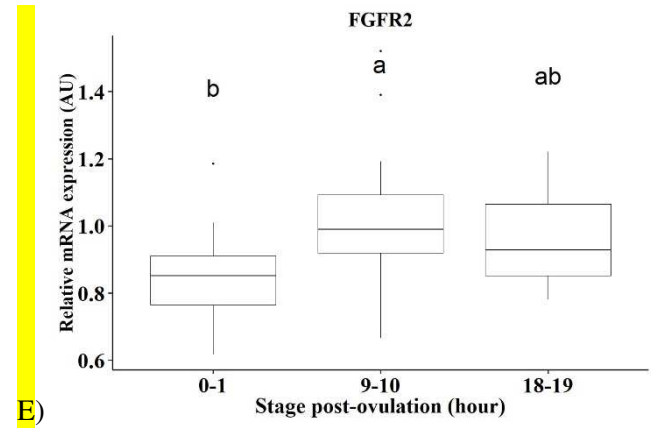 FGFR2
Relative mRNA expression (AU)
1.4
1.2
1.0
0.8
0.6
b
a
ab
0-1
9-10
18-19
Stage post-ovulation (hour)
E)